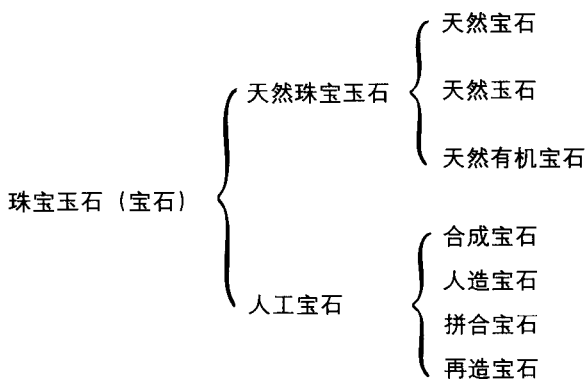 珠宝玉石（宝石）
天然珠宝玉石
天然宝石
天然玉石
天然有机宝石
人工宝石
合成宝石
人造宝石
拼合宝石
再造宝石